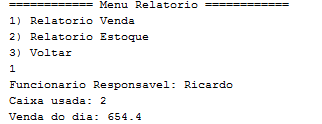 ============ Menu Relatorio ============
1) Relatorio Venda
2) Relatorio Estoque
3) Voltar
1
Funcionario Responsavel: Ricardo
Caixa usada: 2
Venda do dia: 654.4